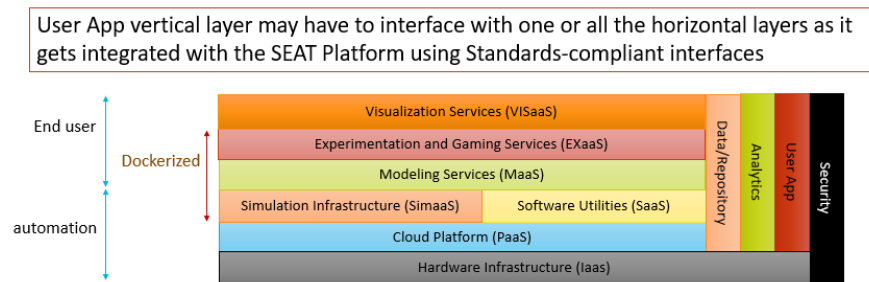 User App vertical layer may have to interface with one or all the horizontal layers as it
gets integrated with the SEAT Platform using Standards-compliant interfaces
End user
Dockerized
automation
Visualization Services (VISaaS)
Experimentation and Gaming Services (EXaaS)
Modeling Services (MaaS)
Simulation Infrastructure (SimaaS)
Software Utilities (SaaS)
Cloud Platform (PaaS)
Hardware Infrastructure (Iaas)
Data/Repository
Analytics
User App
Security